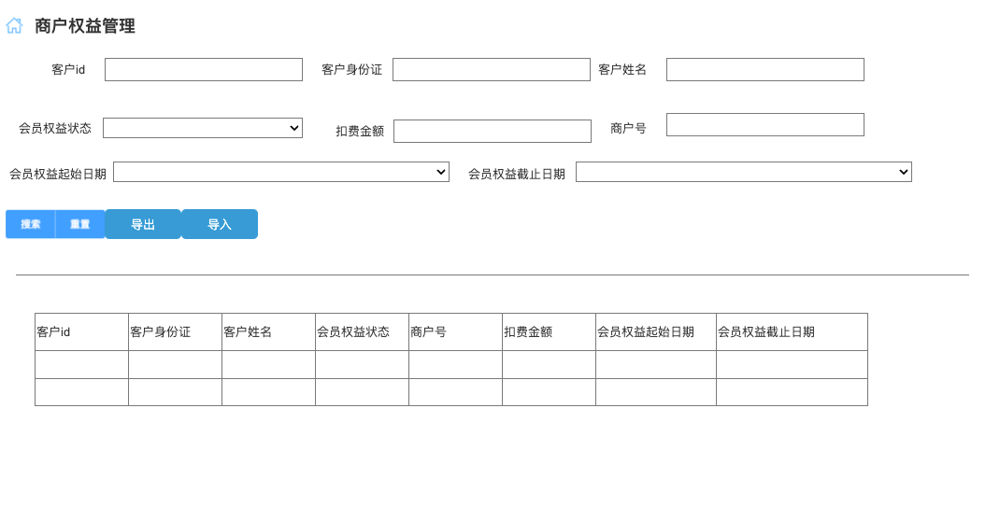 商户权益管理
客户id 客户身份证 客户姓名
会员权益状态 扣费金额 商户号
会员权益起始日期 会员权益截止日期
搜索 重置 导出 导入
客户id 客户身份证 客户姓名 会员权益状态 商户号 扣费金额 会员权益起始日期 会员权益截止日期